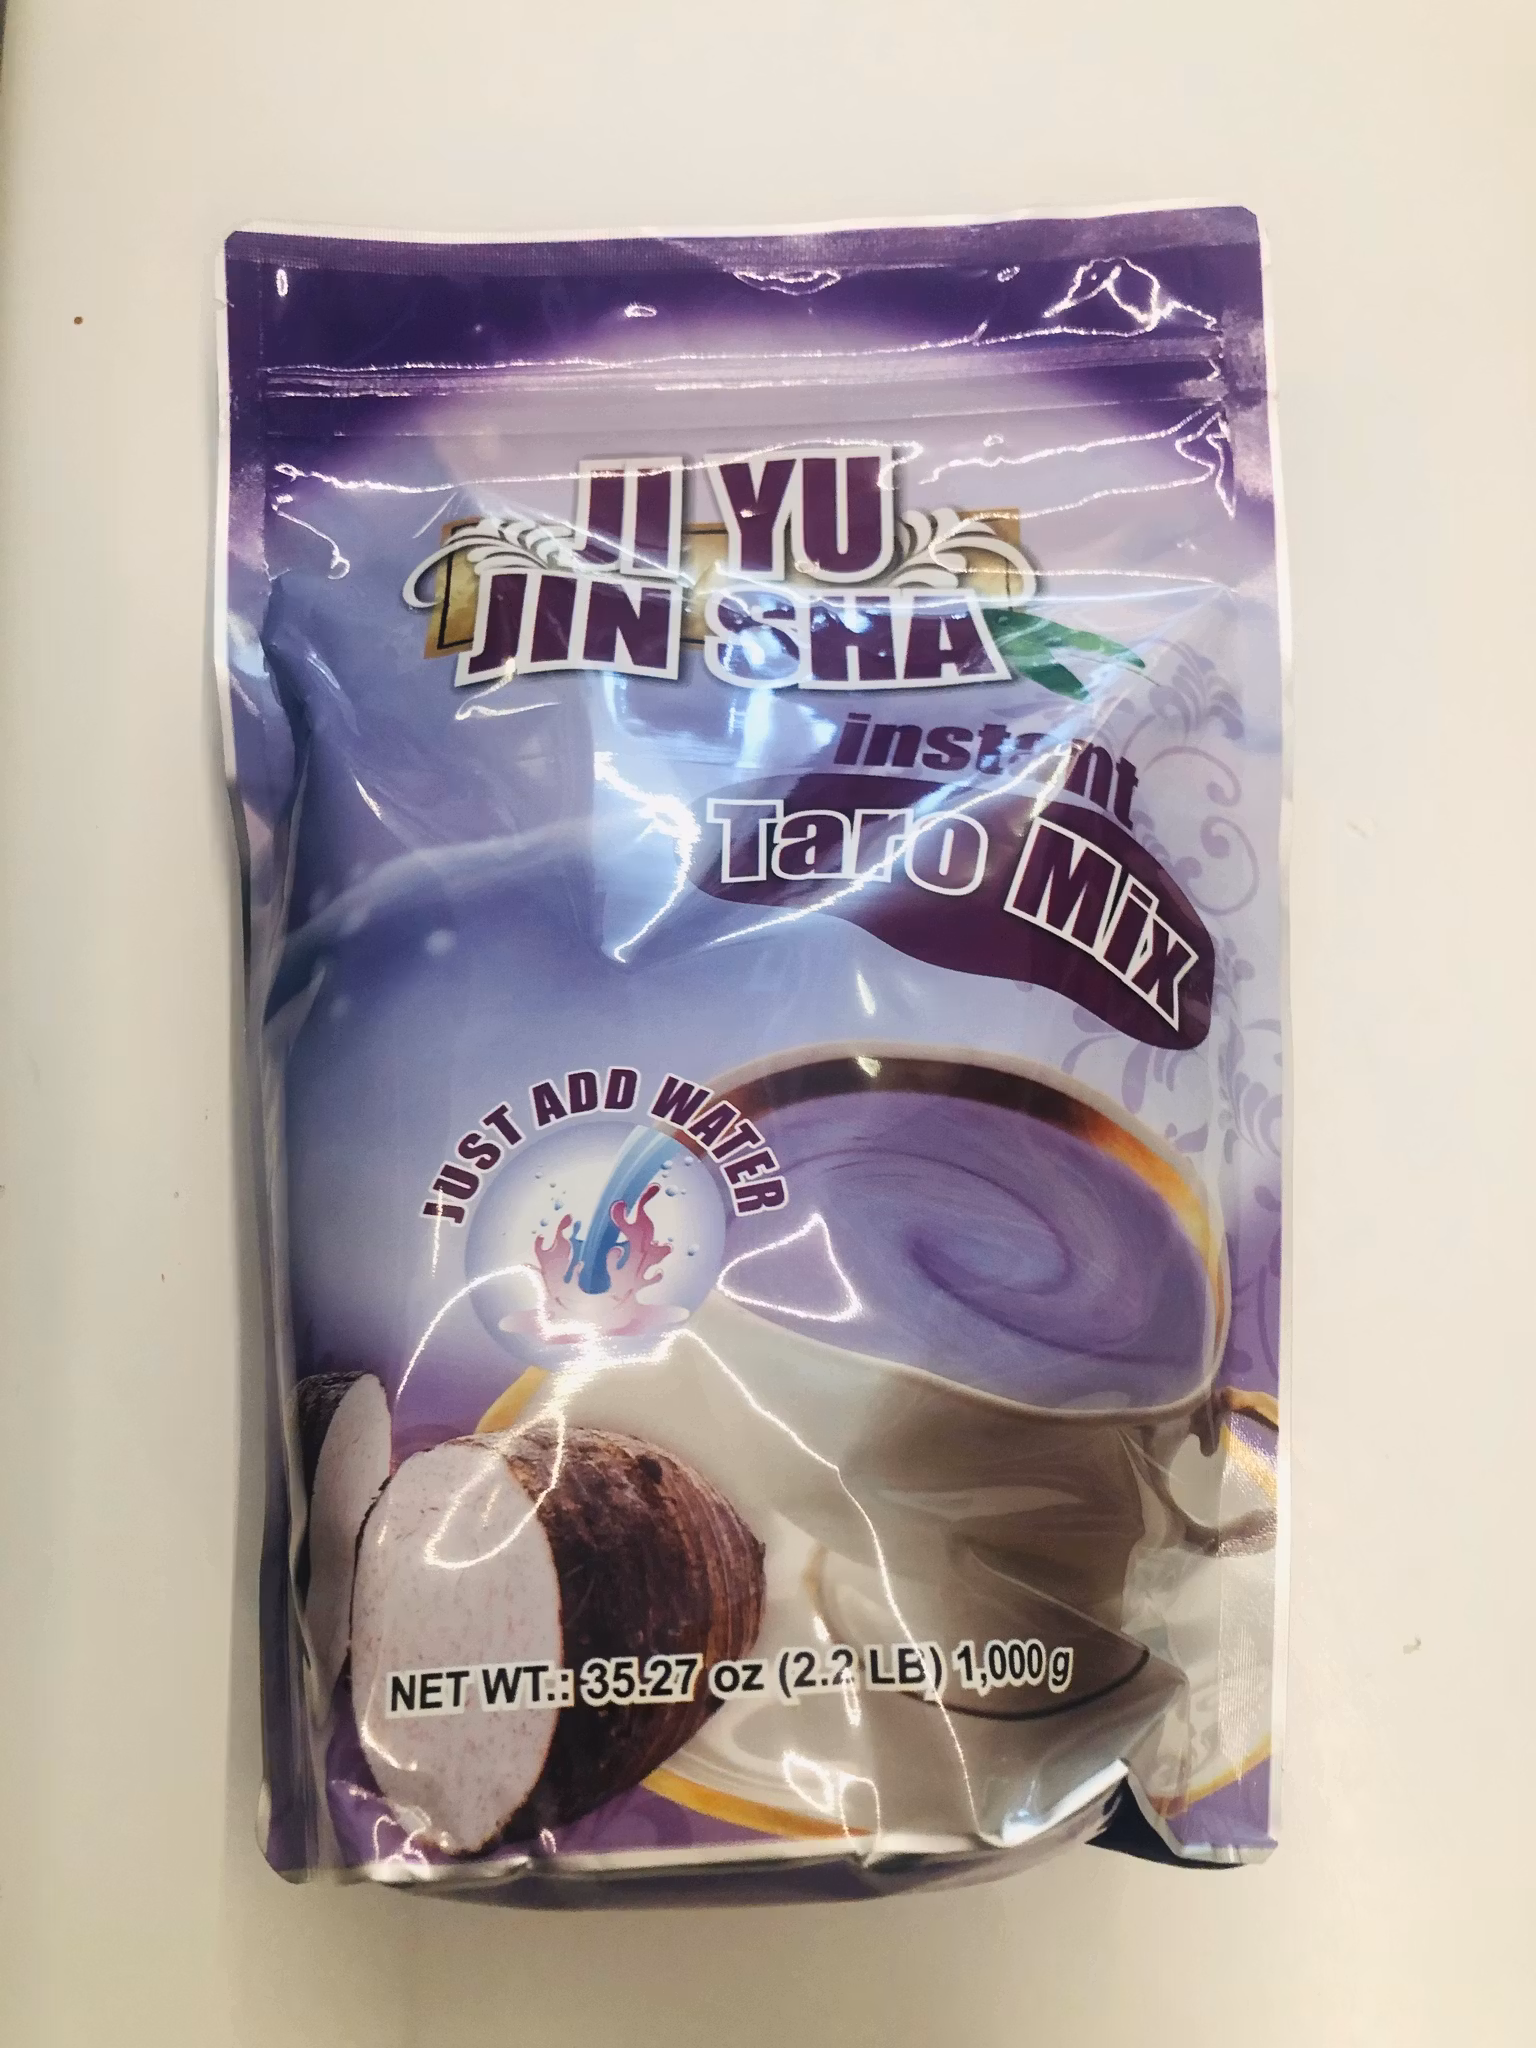 JI YU
JIN SHA
instant
Taro Mix
JUST ADD WATER
NET WT.: 35.27 oz (2.2 LB) 1,000 g